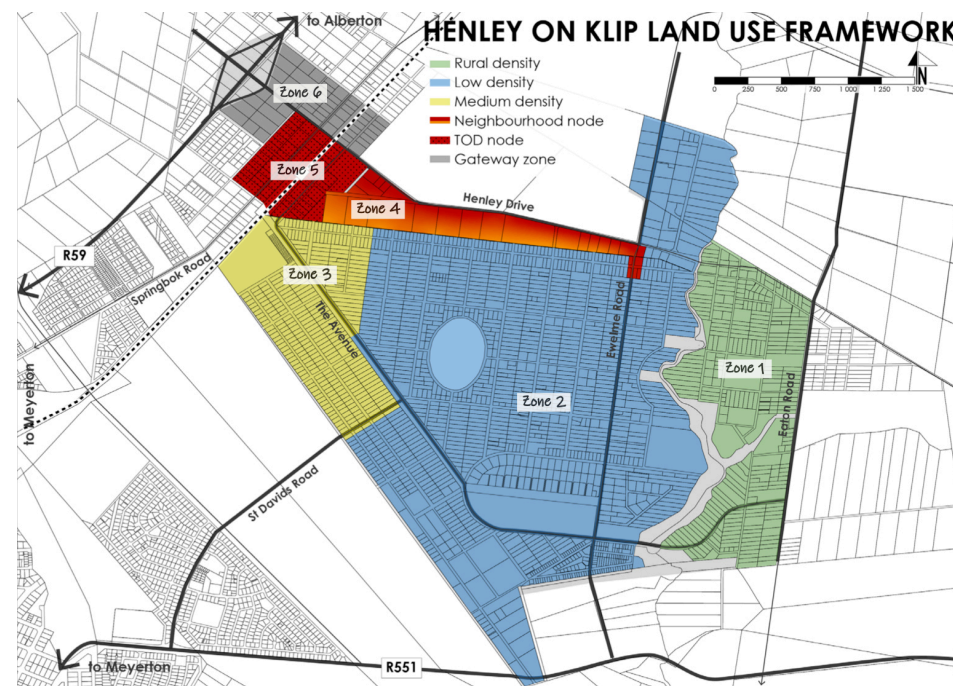 to Alberton
HENLEY ON KLIP LAND USE FRAMEWORK
Rural density
Low density
Medium density
Neighbourhood node
TOD node
Gateway zone
N
0 250 500 750 1 000 1 250 1 500
Zone 6
Zone 5
Zone 4
Henley Drive
R59
Springbok Road
Zone 3
The Avenue
Ewelme Road
Zone 1
Zone 2
Eaton Road
to Meyerton
St Davids Road
to Meyerton
R551